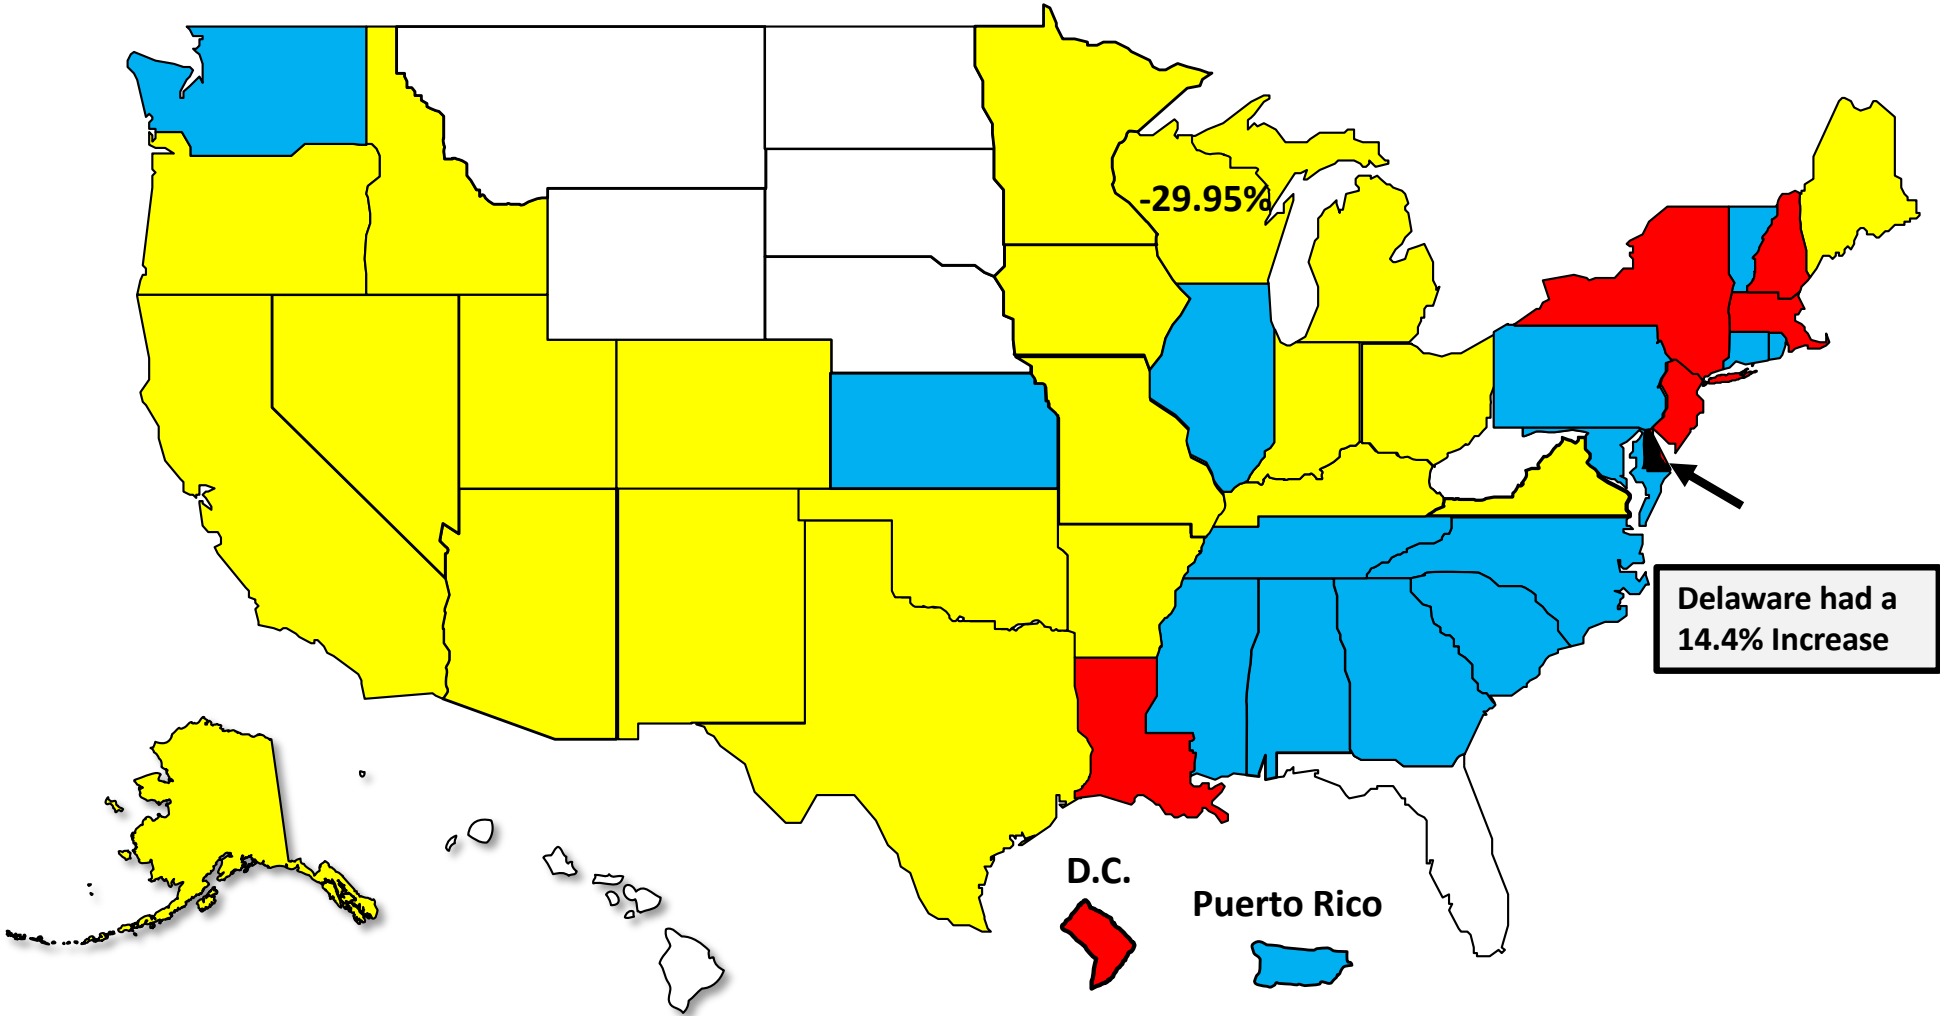 -29.95%
Delaware had a
14.4% Increase
D.C.
Puerto Rico